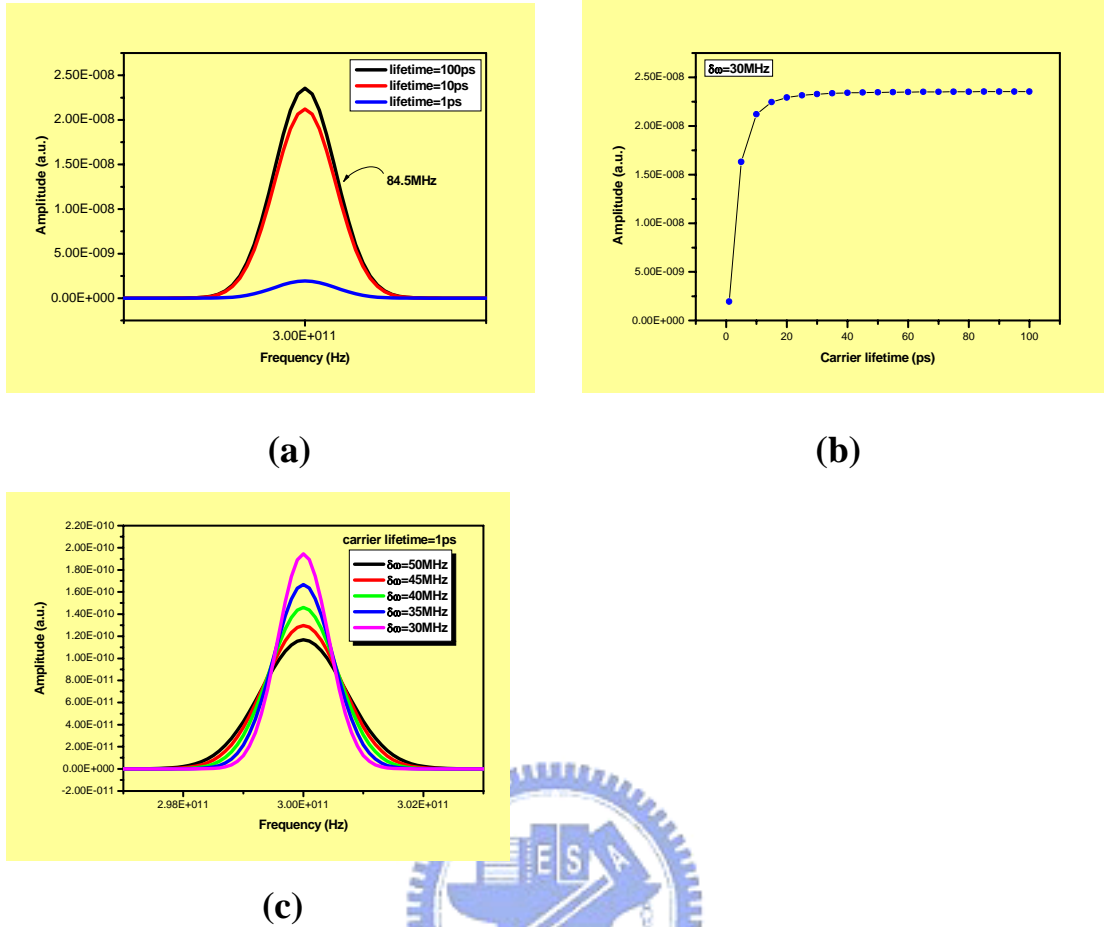 2.50E-008
2.00E-008
1.50E-008
1.00E-008
5.00E-009
0.00E+000
Amplitude (a.u.)
lifetime=100ps
lifetime=10ps
lifetime=1ps
84.5MHz
3.00E+011
Frequency (Hz)
(a)
δω=30MHz
2.50E-008
2.00E-008
1.50E-008
1.00E-008
5.00E-009
0.00E+000
Amplitude (a.u.)
0 20 40 60 80 100
Carrier lifetime (ps)
(b)
2.20E-010
2.00E-010
1.80E-010
1.60E-010
1.40E-010
1.20E-010
1.00E-010
8.00E-011
6.00E-011
4.00E-011
2.00E-011
0.00E+000
-2.00E-011
Amplitude (a.u.)
carrier lifetime=1ps
δω=50MHz
δω=45MHz
δω=40MHz
δω=35MHz
δω=30MHz
2.98E+011 3.00E+011 3.02E+011
Frequency (Hz)
(c)
E S A